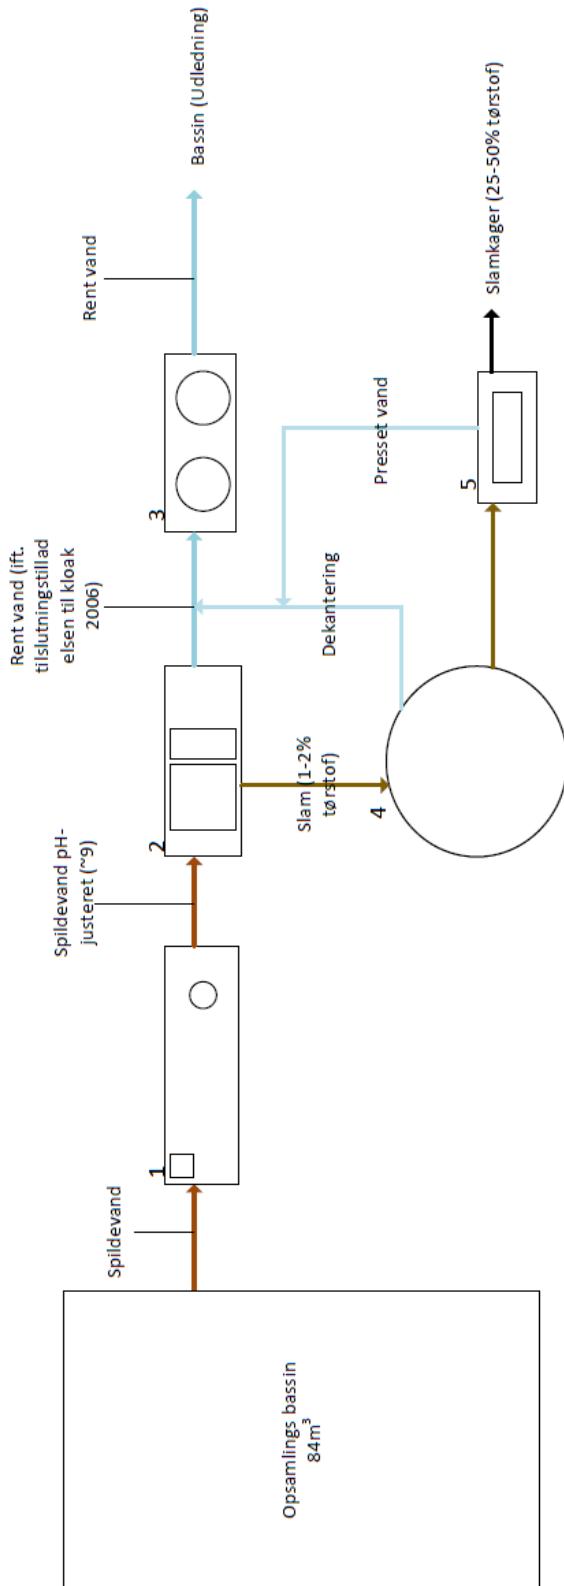 Opsamlings bassin
84m³
Spildevand
1
Spildevand pH-
justeret (~9)
2
Rent vand (ift.
tilslutningstillad
elsen til kloak
2006)
3
Rent vand
Bassin (Udledning)
Slam (1-2%
tørstof)
4
Dekantering
Presset vand
5
Slamkager (25-50% tørstof)